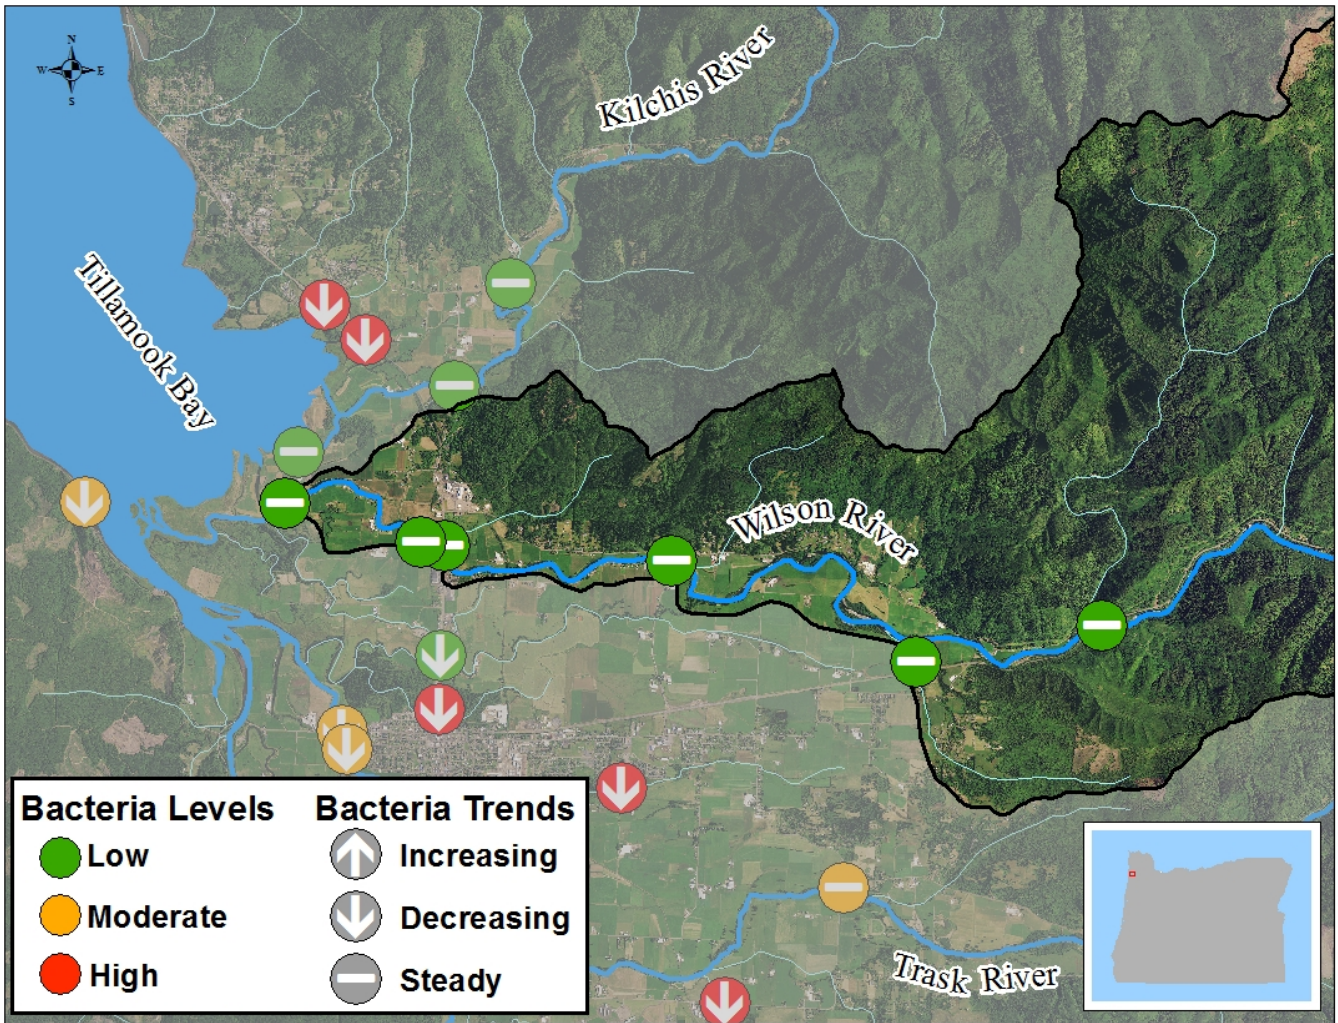 N
W E
S
Kilchis River
Tillamook Bay
Wilson River
Bacteria Levels
Low
Moderate
High
Bacteria Trends
Increasing
Decreasing
Steady
Trask River